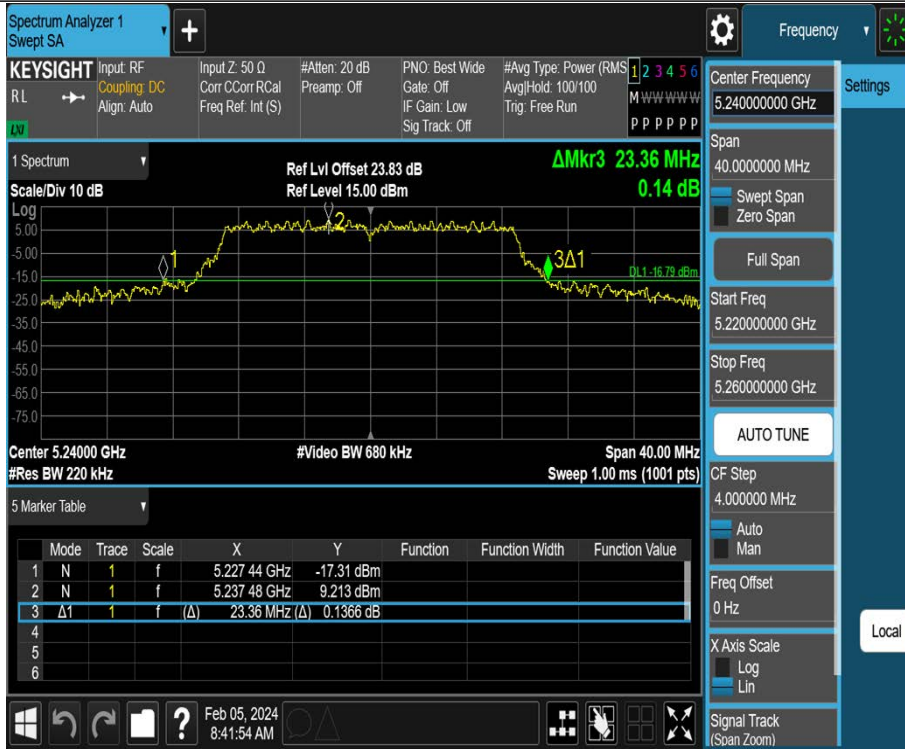 Spectrum Analyzer 1
Swept SA
+
Frequency
KEYSIGHT
RL
LXI
Input: RF
Coupling: DC
Align: Auto
Input Z: 50 Ω
Corr CCorr RCal
Freq Ref: Int (S)
#Atten: 20 dB
Preamp: Off
PNO: Best Wide
Gate: Off
IF Gain: Low
Sig Track: Off
#Avg Type: Power (RMS
Avg|Hold: 100/100
Trig: Free Run
1 2 3 4 5 6
M W W W W W
P P P P P P
1 Spectrum
Scale/Div 10 dB
Ref Lvl Offset 23.83 dB
Ref Level 15.00 dBm
ΔMkr3 23.36 MHz
0.14 dB
Log
5.00
-5.00
-15.0
-25.0
-35.0
-45.0
-55.0
-65.0
-75.0
1
2
3Δ1
DL1 -16.79 dBm
Center 5.24000 GHz
#Video BW 680 kHz
Span 40.00 MHz
#Res BW 220 kHz
Sweep 1.00 ms (1001 pts)
5 Marker Table
Mode Trace Scale X Y Function Function Width Function Value
1 N 1 f 5.227 44 GHz -17.31 dBm
2 N 1 f 5.237 48 GHz 9.213 dBm
3 Δ1 1 f (Δ) 23.36 MHz (Δ) 0.1366 dB
4
5
6
?
Feb 05, 2024
8:41:54 AM
Center Frequency
5.240000000 GHz
Span
40.0000000 MHz
Swept Span
Zero Span
Full Span
Start Freq
5.220000000 GHz
Stop Freq
5.260000000 GHz
AUTO TUNE
CF Step
4.000000 MHz
Auto
Man
Freq Offset
0 Hz
X Axis Scale
Log
Lin
Signal Track
(Span Zoom)
Settings
Local